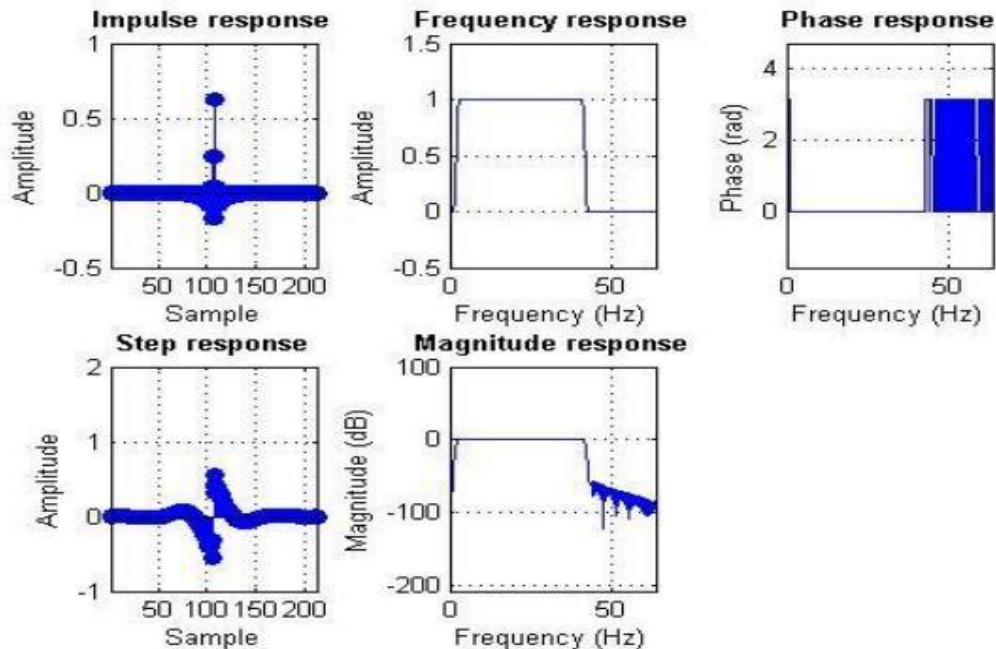 Impulse response
Frequency response
Phase response
1
0.5
0
-0.5
Amplitude
50 100 150 200
Sample
1.5
1
0.5
0
-0.5
Amplitude
0 50
Frequency (Hz)
4
2
0
Phase (rad)
0 50
Frequency (Hz)
Step response
Magnitude response
2
1
0
-1
Amplitude
50 100 150 200
Sample
100
0
-100
-200
Magnitude (dB)
0 50
Frequency (Hz)